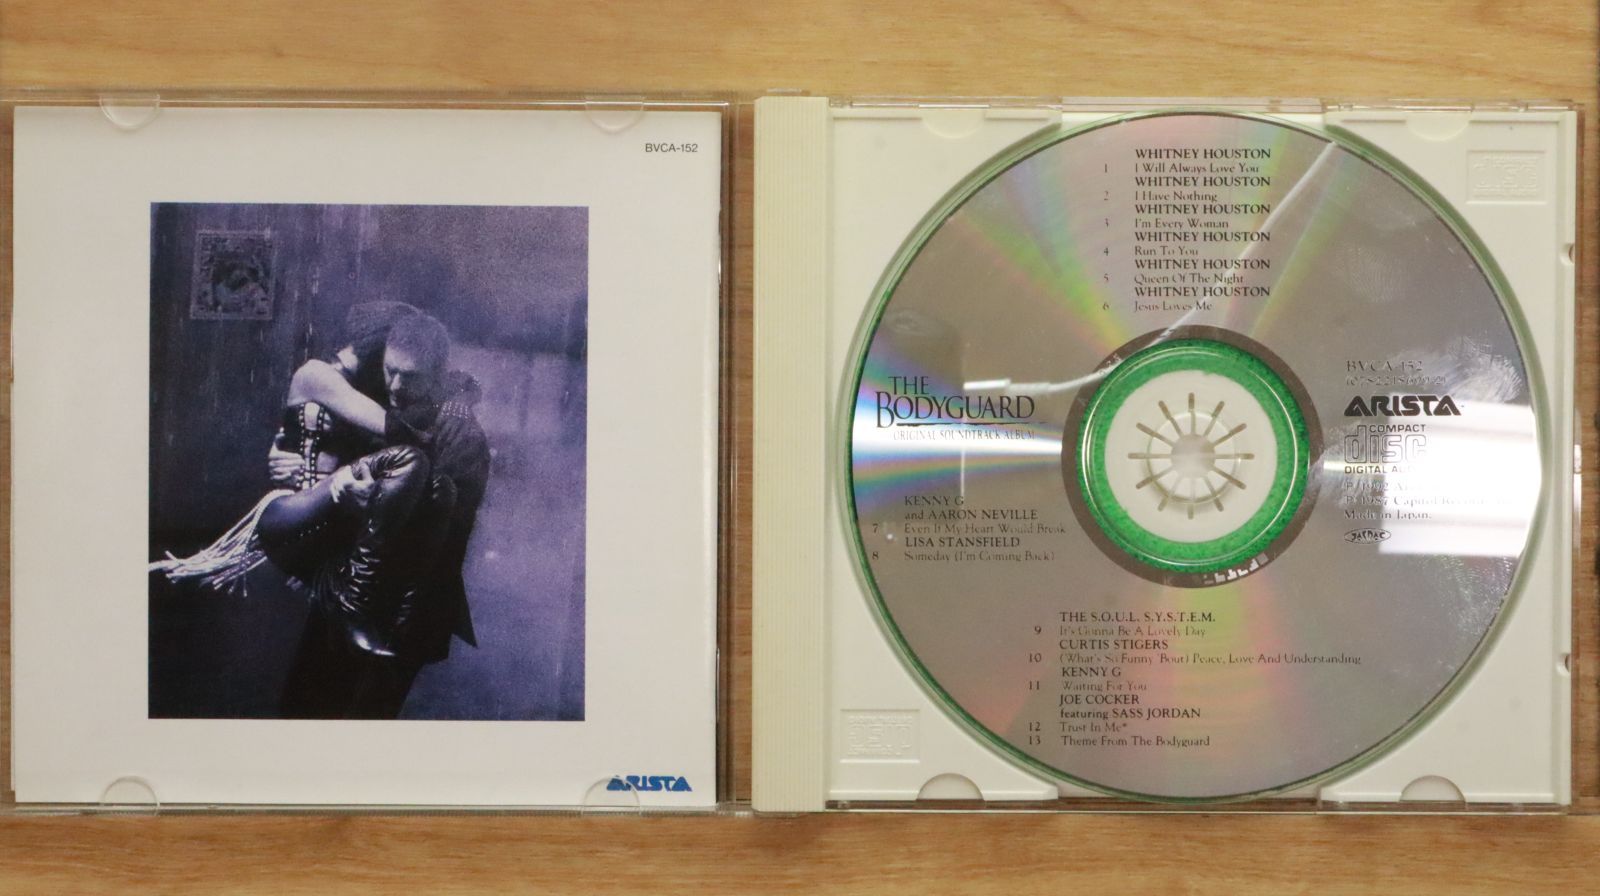 BVCA-152
ARISTA
WHITNEY HOUSTON
1 I Will Always Love You
WHITNEY HOUSTON
2 I Have Nothing
WHITNEY HOUSTON
3 I'm Every Woman
WHITNEY HOUSTON
4 Run To You
WHITNEY HOUSTON
5 Queen Of The Night
WHITNEY HOUSTON
6 Jesus Loves Me
THE
BODYGUARD
ORIGINAL SOUNDTRACK ALBUM
KENNY G
and AARON NEVILLE
7 Even If My Heart Would Break
LISA STANSFIELD
8 Someday (I'm Coming Back)
BVCA-152
ARISTA
COMPACT
disc
DIGITAL
1992
1987 Capitol
Made in Japan.
THE S.O.U.L. S.Y.S.T.E.M.
9 It's Gonna Be A Lovely Day
CURTIS STIGERS
10 (What's So Funny 'Bout) Peace, Love And Understanding
KENNY G
11 Waiting For You
JOE COCKER
featuring SASS JORDAN
12 Trust In Me*
13 Theme From The Bodyguard